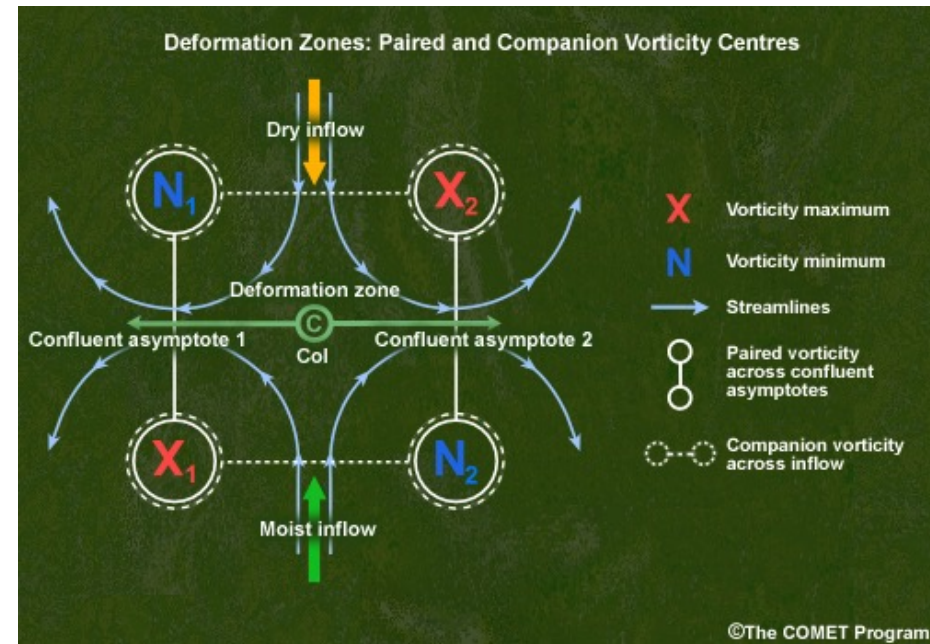 Deformation Zones: Paired and Companion Vorticity Centres
Dry inflow
N1
X2
Deformation zone
C
Confluent asymptote 1
Col
Confluent asymptote 2
X1
N2
Moist inflow
X Vorticity maximum
N Vorticity minimum
Streamlines
Paired vorticity
across confluent
asymptotes
Companion vorticity
across inflow
©The COMET Program